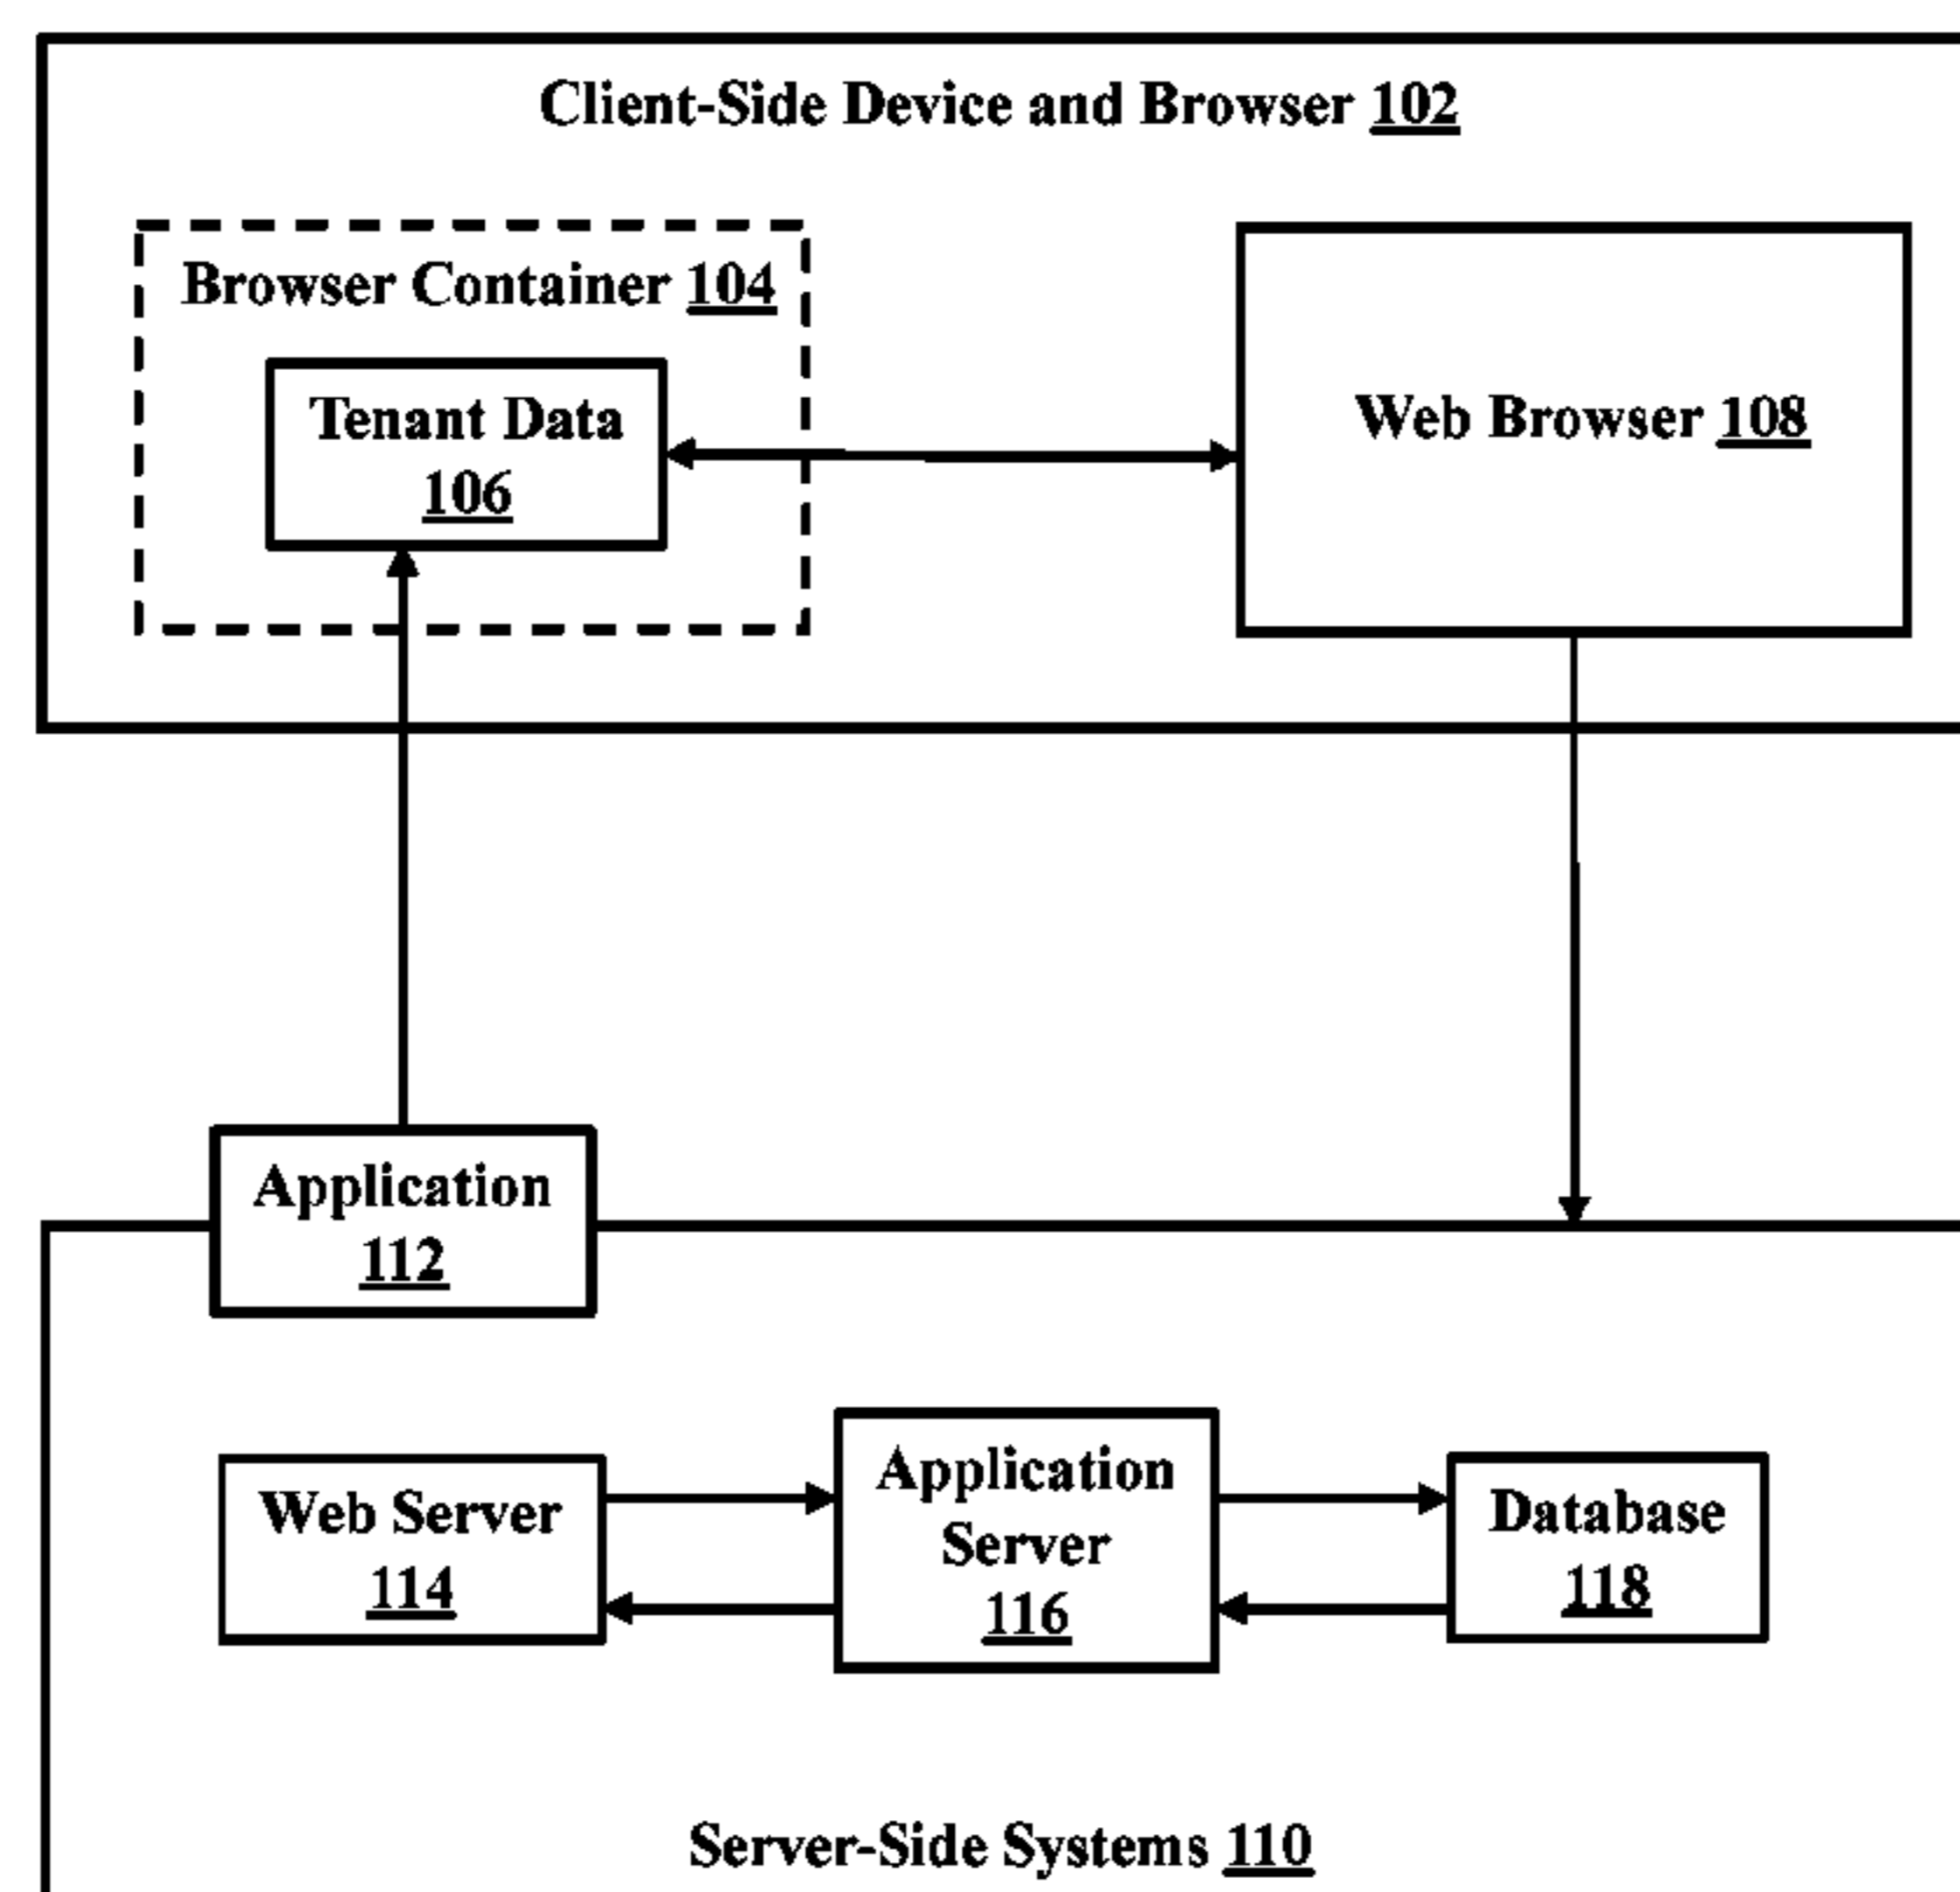 Client-Side Device and Browser 102
Browser Container 104
Tenant Data
106
Web Browser 108
Application
112
Web Server
114
Application
Server
116
Database
118
Server-Side Systems 110